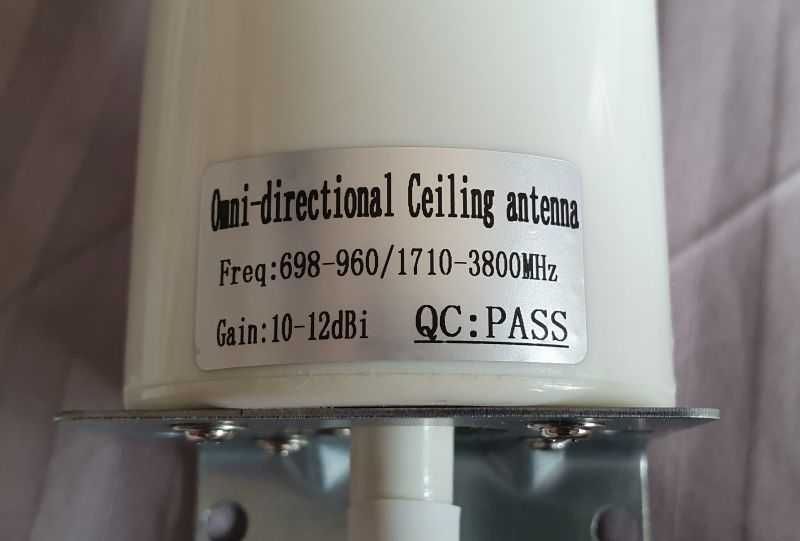 Omni-directional Ceiling antenna
Freq:698-960/1710-3800MHz
Gain:10-12dBi QC:PASS